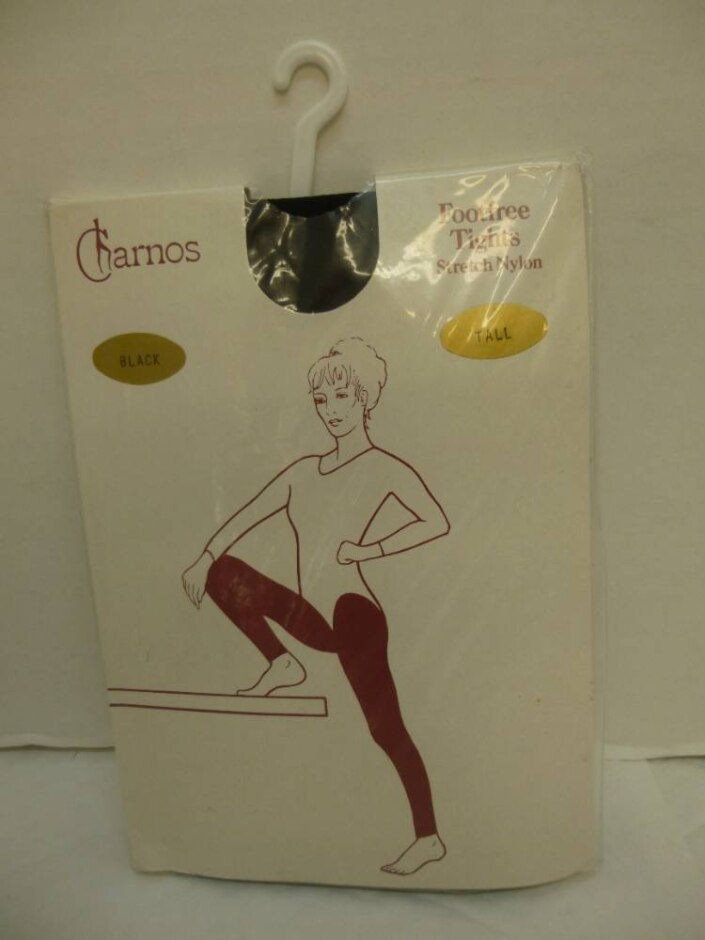 Charnos
Footfree
Tights
Stretch Nylon
BLACK
TALL